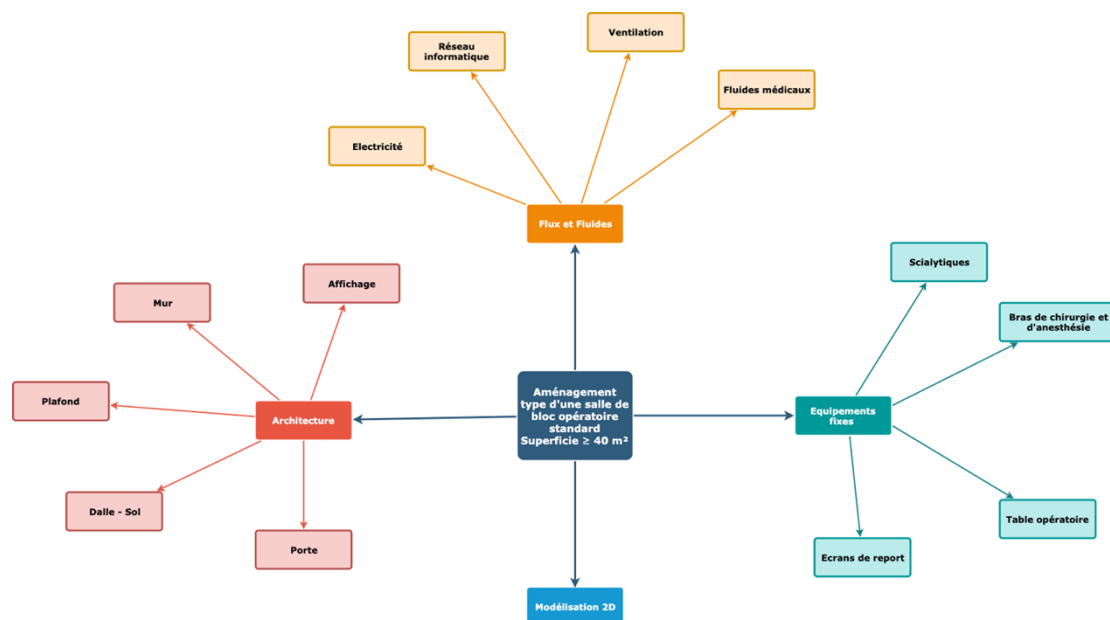 Ventilation
Réseau
informatique
Fluides médicaux
Electricité
Flux et Fluides
Scialytiques
Affichage
Mur
Bras de chirurgie et
d'anesthésie
Plafond
Architecture
Aménagement
type d'une salle de
bloc opératoire
standard
Superficie ≥ 40 m²
Equipements
fixes
Dalle - Sol
Porte
Table opératoire
Ecrans de report
Modélisation 2D